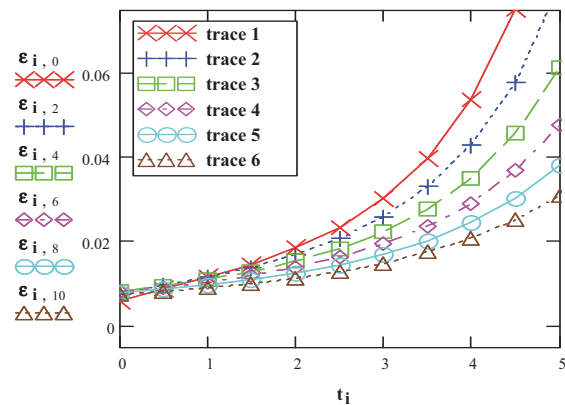 ε i , 0
ε i , 2
ε i , 4
ε i , 6
ε i , 8
ε i , 10
0.06
0.04
0.02
0
trace 1
trace 2
trace 3
trace 4
trace 5
trace 6
0 1 2 3 4 5
t i